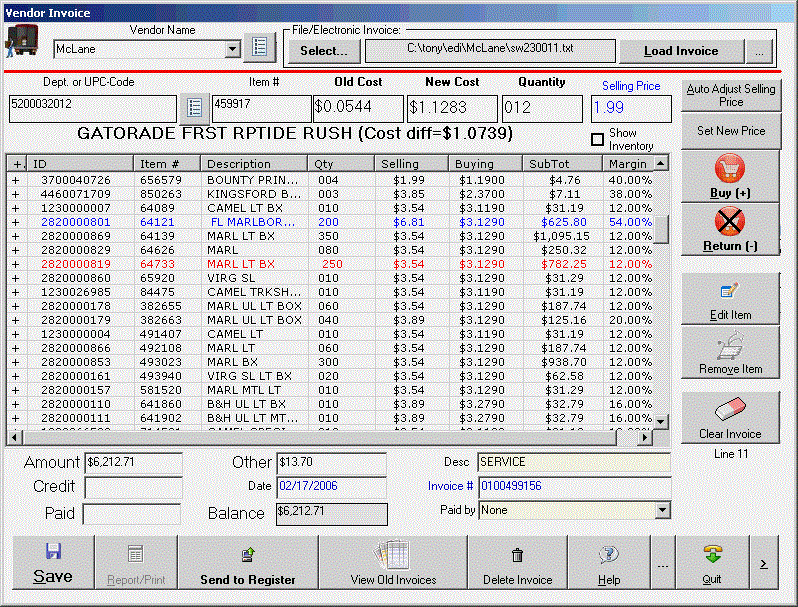 Vendor Invoice
Vendor Name
McLane
File/Electronic Invoice:
Select...
C:\tony\edi\McLane\sw230011.txt
Load Invoice
...
Dept. or UPC-Code Item # Old Cost New Cost Quantity Selling Price
5200032012 459917 $0.0544 $1.1283 012 1.99
GATORADE FRST RPTIDE RUSH (Cost diff=$1.0739)
Show Inventory
Auto Adjust Selling Price
Set New Price
Buy (+)
Return (-)
Edit Item
Remove Item
Clear Invoice
Line 11
+. ID Item # Description Qty Selling Buying SubTot Margin
+ 3700040726 656579 BOUNTY PRIN... 004 $1.99 $1.1900 $4.76 40.00%
+ 4460071709 850263 KINGSFORD B... 003 $3.85 $2.3700 $7.11 38.00%
+ 1230000007 64089 CAMEL LT BX 010 $3.54 $3.1190 $31.19 12.00%
+ 2820000801 64121 FL MARLBOR... 200 $6.81 $3.1290 $625.80 54.00%
+ 2820000869 64139 MARL LT BX 350 $3.54 $3.1290 $1,095.15 12.00%
+ 2820000829 64626 MARL 080 $3.54 $3.1290 $250.32 12.00%
+ 2820000819 64733 MARL LT BX 250 $3.54 $3.1290 $782.25 12.00%
+ 2820000860 65920 VIRG SL 010 $3.54 $3.1290 $31.29 12.00%
+ 1230026985 84475 CAMEL TRKSH... 010 $3.54 $3.1190 $31.19 12.00%
+ 2820000178 382655 MARL UL LT BOX 060 $3.54 $3.1290 $187.74 12.00%
+ 2820000179 382663 MARL UL LT BOX 040 $3.89 $3.1290 $125.16 20.00%
+ 1230000004 491407 CAMEL LT 010 $3.54 $3.1190 $31.19 12.00%
+ 2820000866 492108 MARL LT 060 $3.54 $3.1290 $187.74 12.00%
+ 2820000853 493023 MARL BX 300 $3.54 $3.1290 $938.70 12.00%
+ 2820000161 493940 VIRG SL LT BX 020 $3.54 $3.1290 $62.58 12.00%
+ 2820000157 581520 MARL MTL LT 010 $3.54 $3.1290 $31.29 12.00%
+ 2820000110 641860 B&H UL LT BX 010 $3.89 $3.2790 $32.79 16.00%
+ 2820000111 641902 B&H UL LT MT... 010 $3.89 $3.2790 $32.79 16.00%
Amount $6,212.71 Other $13.70 Desc SERVICE
Credit Date 02/17/2006 Invoice # 0100499156
Paid Balance $6,212.71 Paid by None
Save
Report/Print
Send to Register
View Old Invoices
Delete Invoice
Help
...
Quit
>